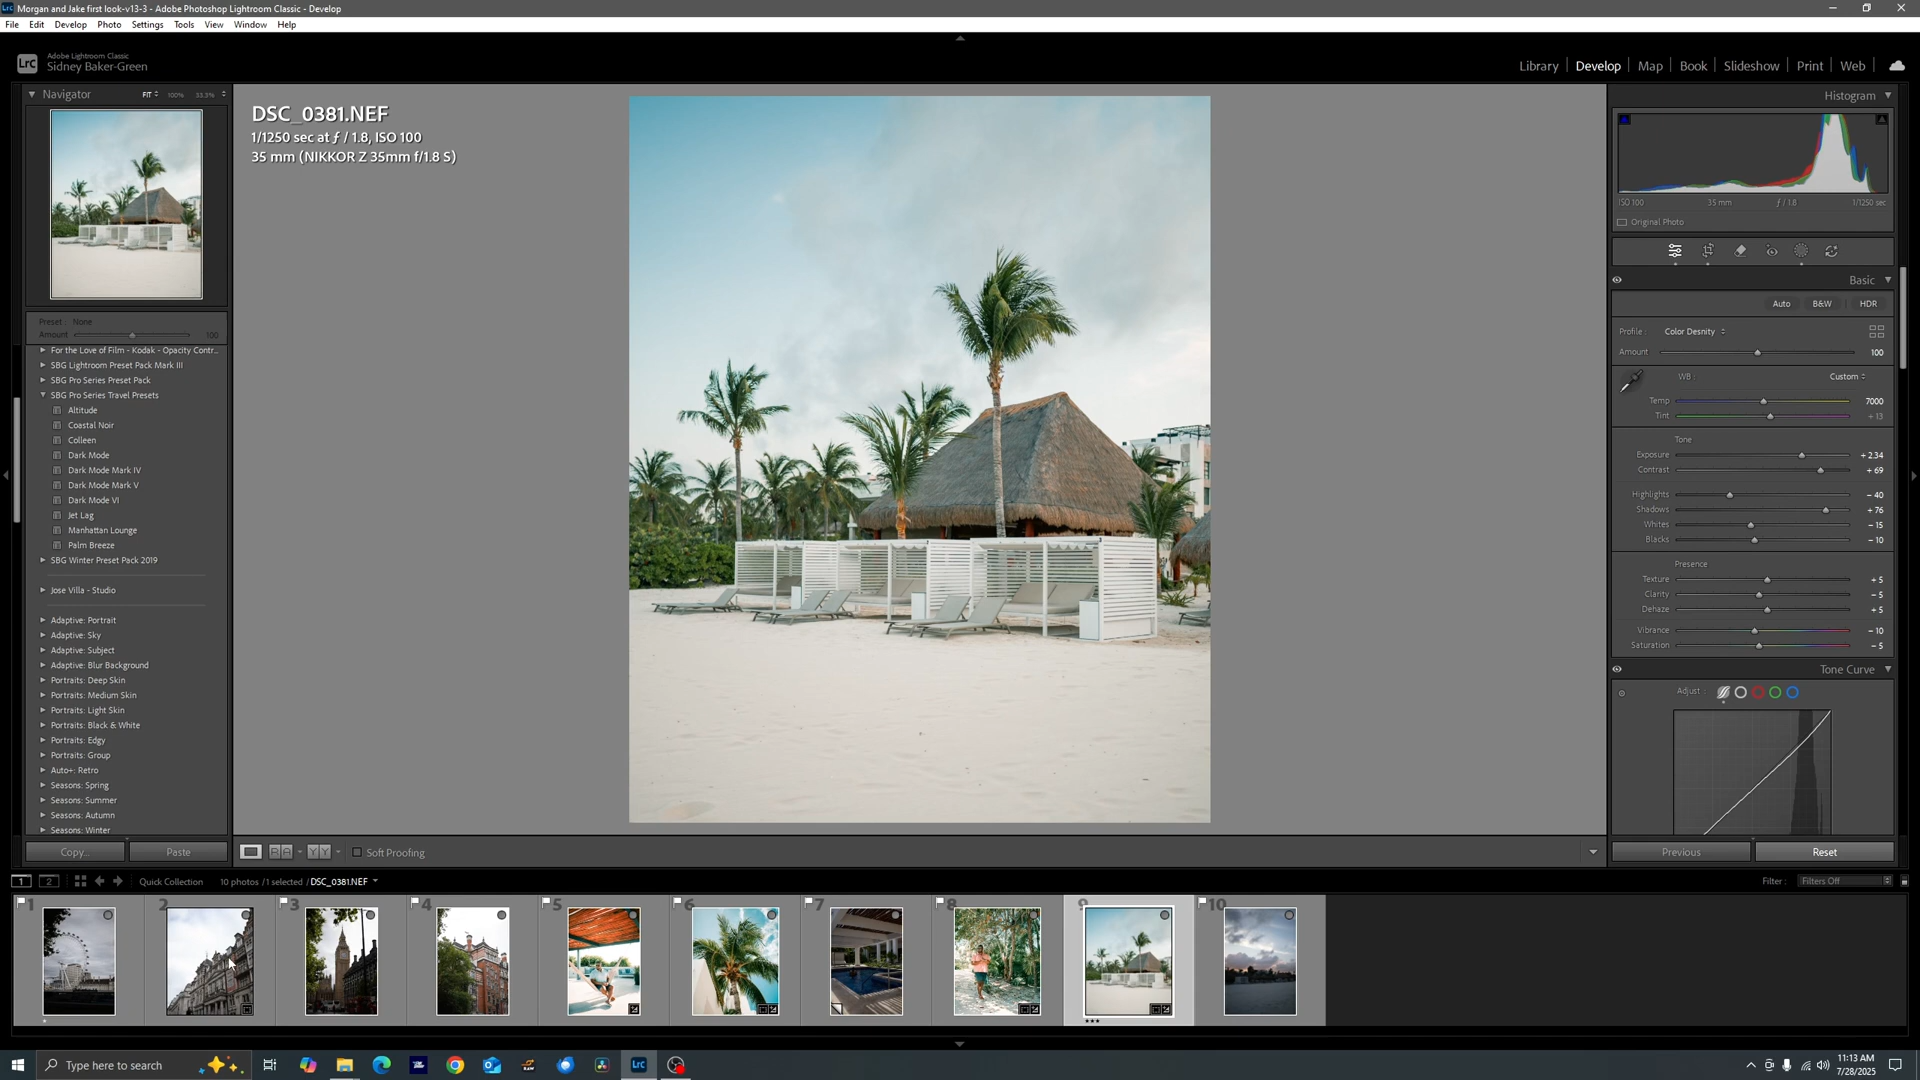 Morgan and Jake first look-v13-3 - Adobe Photoshop Lightroom Classic - Develop
File Edit Develop Photo Settings Tools View Window Help
LrC
Adobe Lightroom Classic
Sidney Baker-Green
Library | Develop | Map | Book | Slideshow | Print | Web
Navigator FIT 100% 33.3%
Preset : None
Amount 100
For the Love of Film - Kodak - Opacity Contr...
SBG Lightroom Preset Pack Mark III
SBG Pro Series Preset Pack
SBG Pro Series Travel Presets
Altitude
Coastal Noir
Colleen
Dark Mode
Dark Mode Mark IV
Dark Mode Mark V
Dark Mode VI
Jet Lag
Manhattan Lounge
Palm Breeze
SBG Winter Preset Pack 2019
Jose Villa - Studio
Adaptive: Portrait
Adaptive: Sky
Adaptive: Subject
Adaptive: Blur Background
Portraits: Deep Skin
Portraits: Medium Skin
Portraits: Light Skin
Portraits: Black & White
Portraits: Edgy
Portraits: Group
Auto+: Retro
Seasons: Spring
Seasons: Summer
Seasons: Autumn
Seasons: Winter
Copy... Paste
DSC_0381.NEF
1/1250 sec at ƒ / 1.8, ISO 100
35 mm (NIKKOR Z 35mm f/1.8 S)
Soft Proofing
Histogram
ISO 100 35 mm ƒ / 1.8 1/1250 sec
Original Photo
Basic
Auto B&W HDR
Profile : Color Desnity
Amount 100
WB : Custom
Temp 7000
Tint + 13
Tone
Exposure + 2.34
Contrast + 69
Highlights – 40
Shadows + 76
Whites – 15
Blacks – 10
Presence
Texture + 5
Clarity – 5
Dehaze + 5
Vibrance – 10
Saturation – 5
Tone Curve
Adjust :
Previous Reset
1 2 Quick Collection 10 photos / 1 selected / DSC_0381.NEF Filter : Filters Off
1 2 3 4 5 6 7 8 9 10
Type here to search
LrC
11:13 AM
7/28/2025